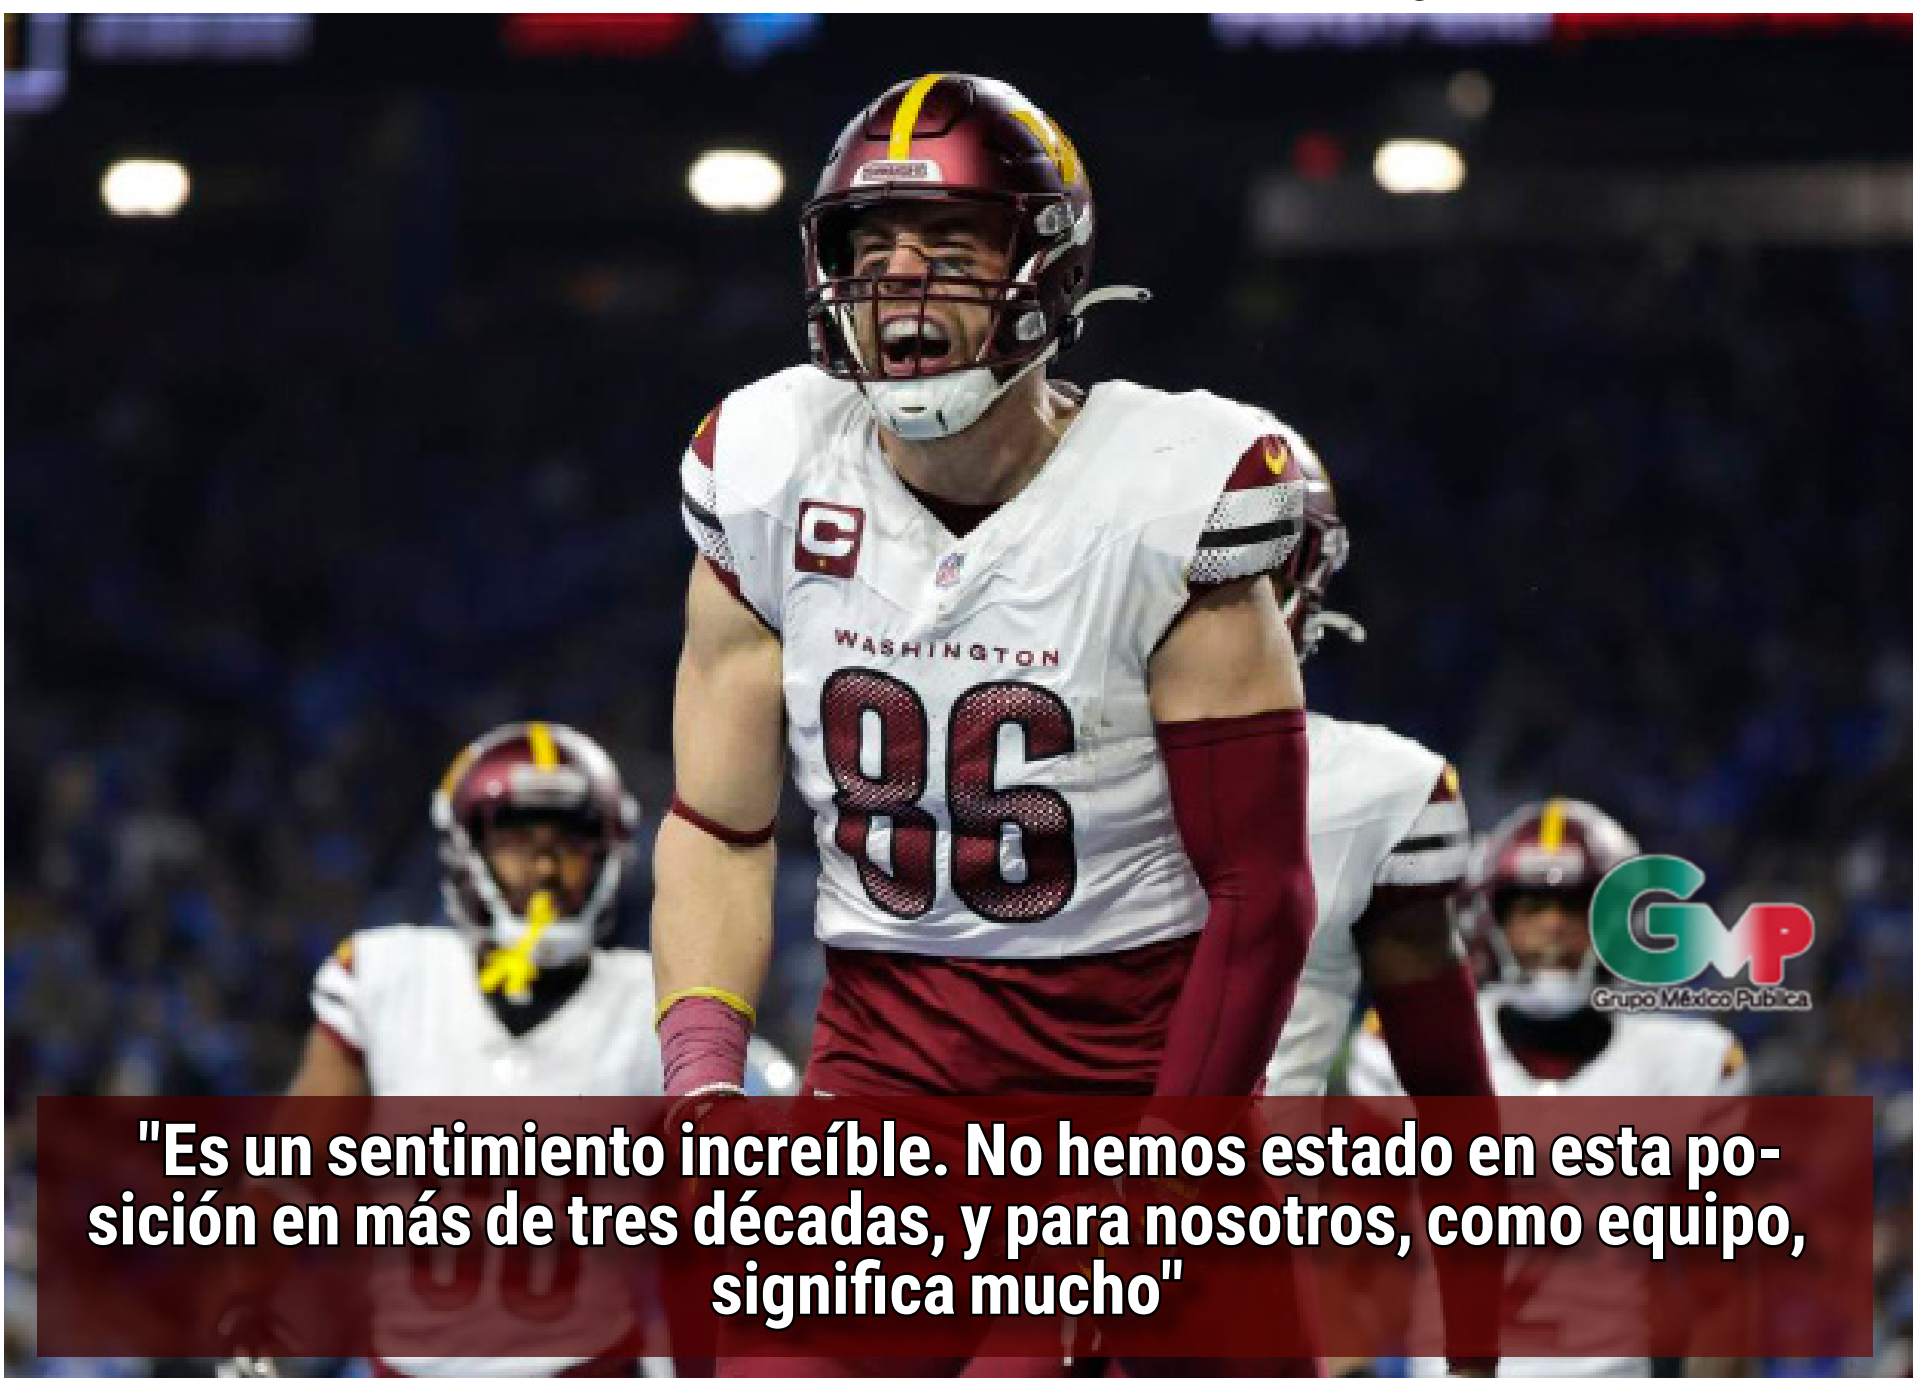 C
WASHINGTON
86
GMP
Grupo México Publica
"Es un sentimiento increíble. No hemos estado en esta po-
sición en más de tres décadas, y para nosotros, como equipo,
significa mucho"